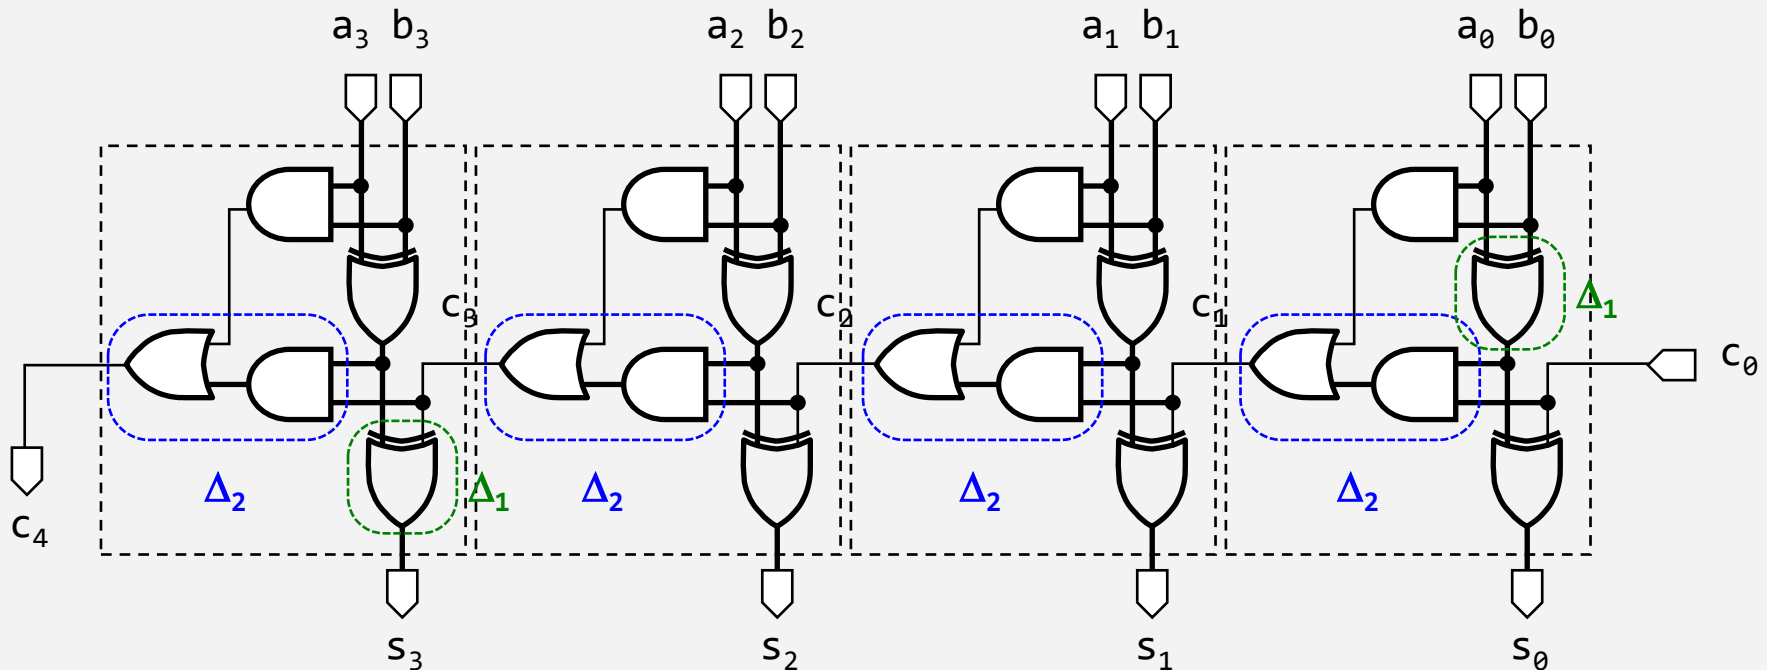 a₃ b₃ a₂ b₂ a₁ b₁ a₀ b₀
c₃ c₂ c₁ Δ₁
c₀
Δ₂ Δ₁ Δ₂ Δ₂ Δ₂
c₄
s₃ s₂ s₁ s₀